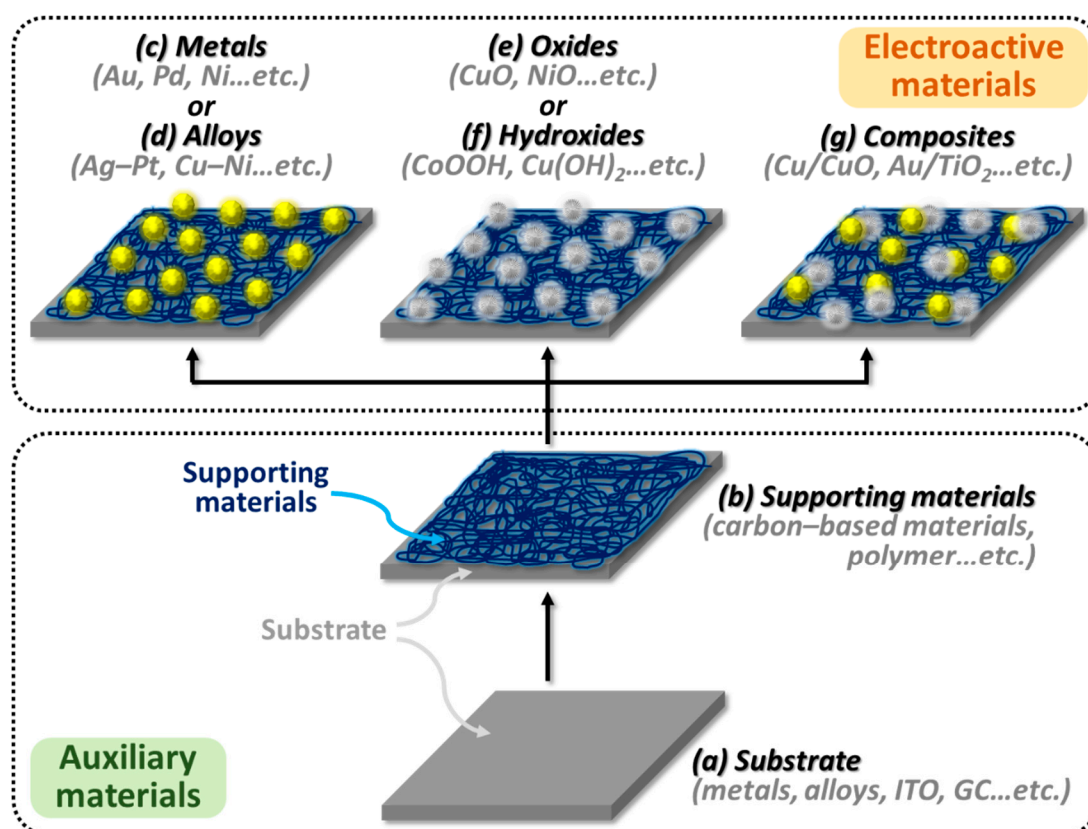 (c) Metals
(Au, Pd, Ni...etc.)
or
(d) Alloys
(Ag–Pt, Cu–Ni...etc.)
(e) Oxides
(CuO, NiO...etc.)
or
(f) Hydroxides
(CoOOH, Cu(OH)₂...etc.)
Electroactive
materials
(g) Composites
(Cu/CuO, Au/TiO₂...etc.)
Supporting
materials
(b) Supporting materials
(carbon–based materials,
polymer...etc.)
Substrate
(a) Substrate
(metals, alloys, ITO, GC...etc.)
Auxiliary
materials